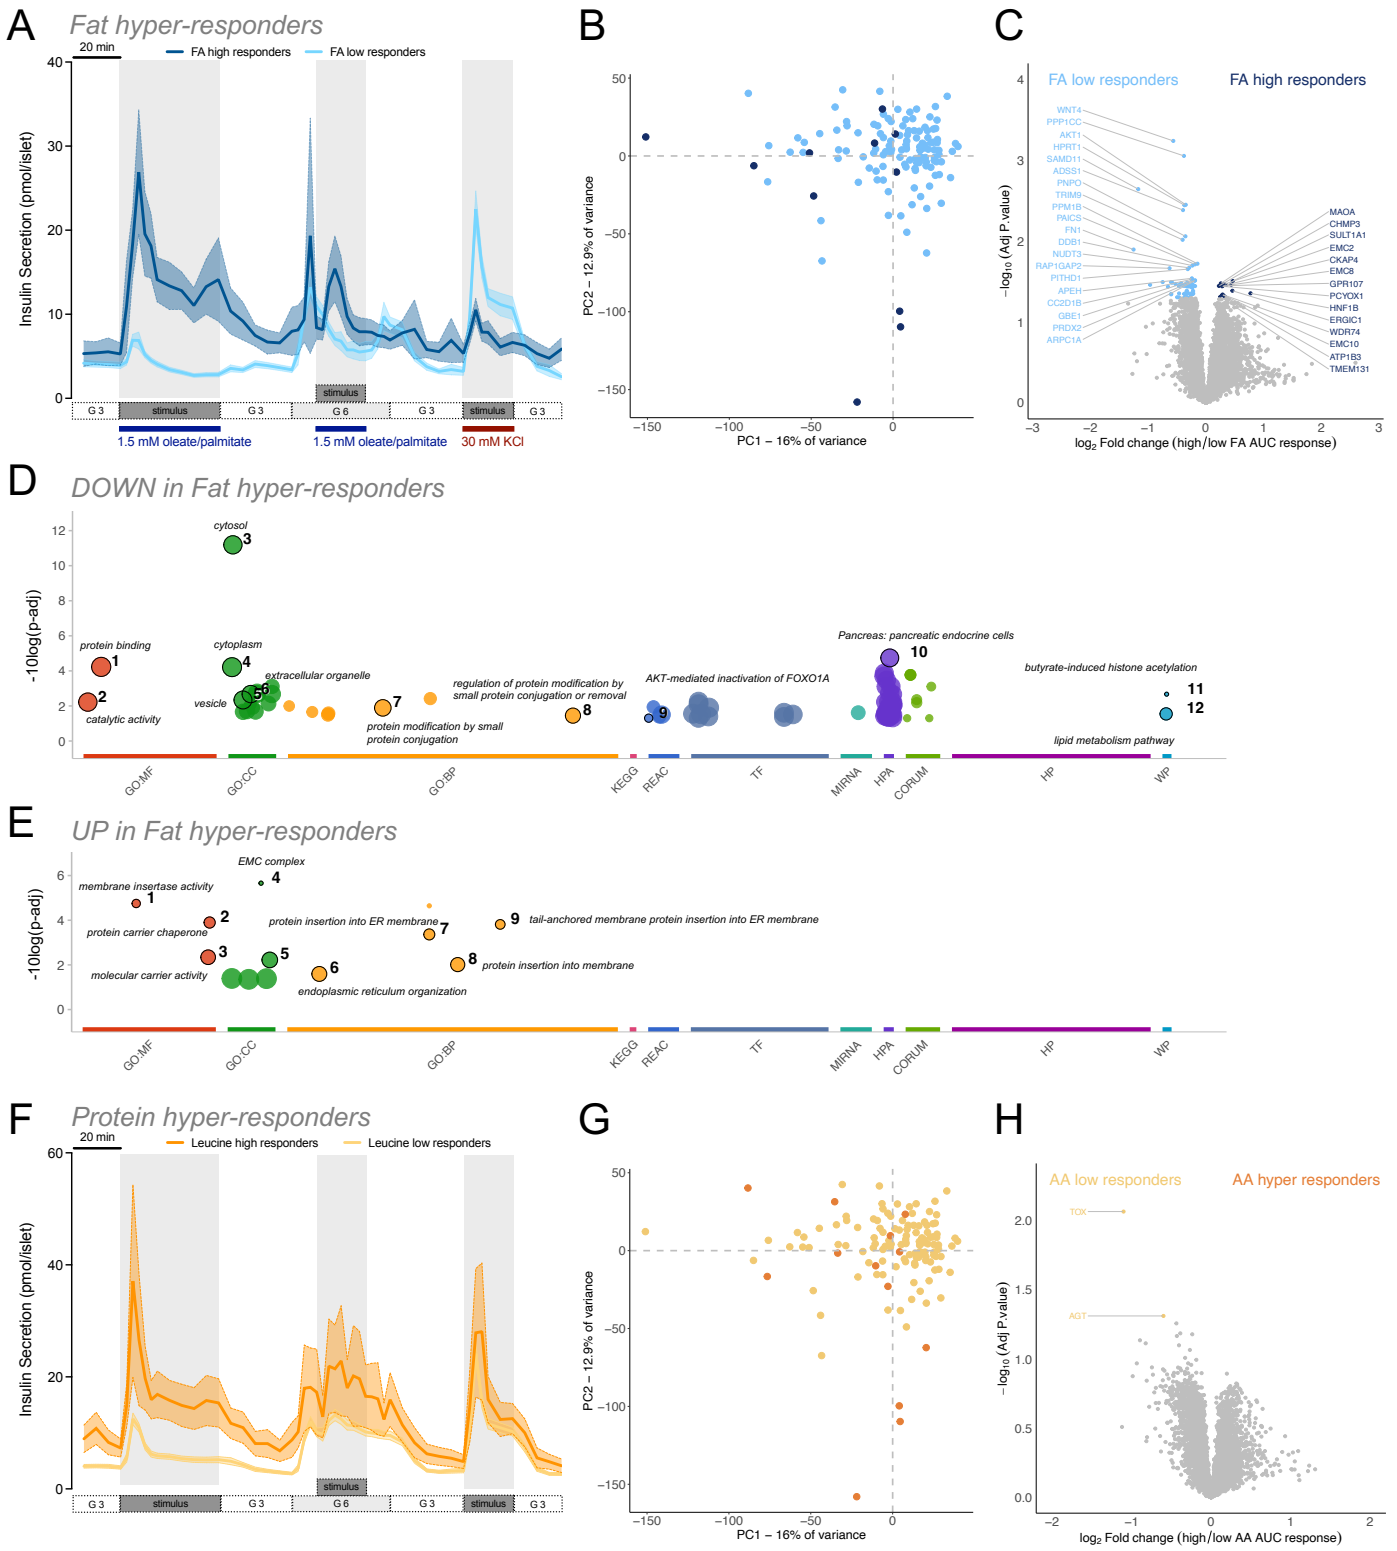 A
Fat hyper-responders
20 min
FA high responders
FA low responders
Insulin Secretion (pmol/islet)
40
30
20
10
0
stimulus
G 3
stimulus
G 3
G 6
G 3
stimulus
G 3
1.5 mM oleate/palmitate
1.5 mM oleate/palmitate
30 mM KCl
B
PC2 − 12.9% of variance
50
0
−50
−100
−150
−150
−100
−50
0
PC1 − 16% of variance
C
−log10 (Adj P.value)
4
3
2
1
0
FA low responders
FA high responders
WNT4
PPP1CC
AKT1
HPRT1
SAMD11
ADSS1
PNPO
TRIM9
PPM1B
PAICS
FN1
DDB1
NUDT3
RAP1GAP2
PITHD1
APEH
CC2D1B
GBE1
PRDX2
ARPC1A
MAOA
CHMP3
SULT1A1
EMC2
CKAP4
EMC8
GPR107
PCYOX1
HNF1B
ERGIC1
WDR74
EMC10
ATP1B3
TMEM131
−3
−2
−1
0
1
2
3
log2 Fold change (high/low FA AUC response)
D
DOWN in Fat hyper-responders
-10log(p-adj)
12
10
8
6
4
2
0
cytosol
3
protein binding
1
2
catalytic activity
cytoplasm
4
extracellular organelle
5
6
vesicle
7
protein modification by small
protein conjugation
regulation of protein modification by
small protein conjugation or removal
8
AKT-mediated inactivation of FOXO1A
9
Pancreas: pancreatic endocrine cells
10
butyrate-induced histone acetylation
11
12
lipid metabolism pathway
GO:MF
GO:CC
GO:BP
KEGG
REAC
TF
MIRNA
HPA
CORUM
HP
WP
E
UP in Fat hyper-responders
-10log(p-adj)
6
4
2
0
EMC complex
4
membrane insertase activity
1
2
protein carrier chaperone
3
molecular carrier activity
5
protein insertion into ER membrane
7
9
tail-anchored membrane protein insertion into ER membrane
8
protein insertion into membrane
6
endoplasmic reticulum organization
GO:MF
GO:CC
GO:BP
KEGG
REAC
TF
MIRNA
HPA
CORUM
HP
WP
F
Protein hyper-responders
20 min
Leucine high responders
Leucine low responders
Insulin Secretion (pmol/islet)
60
40
20
0
stimulus
G 3
stimulus
G 3
G 6
G 3
stimulus
G 3
G
PC2 − 12.9% of variance
50
0
−50
−100
−150
−150
−100
−50
0
PC1 − 16% of variance
H
−log10 (Adj P.value)
2.0
1.5
1.0
0.5
0.0
AA low responders
AA hyper responders
TOX
AGT
−2
−1
0
1
2
log2 Fold change (high/low AA AUC response)